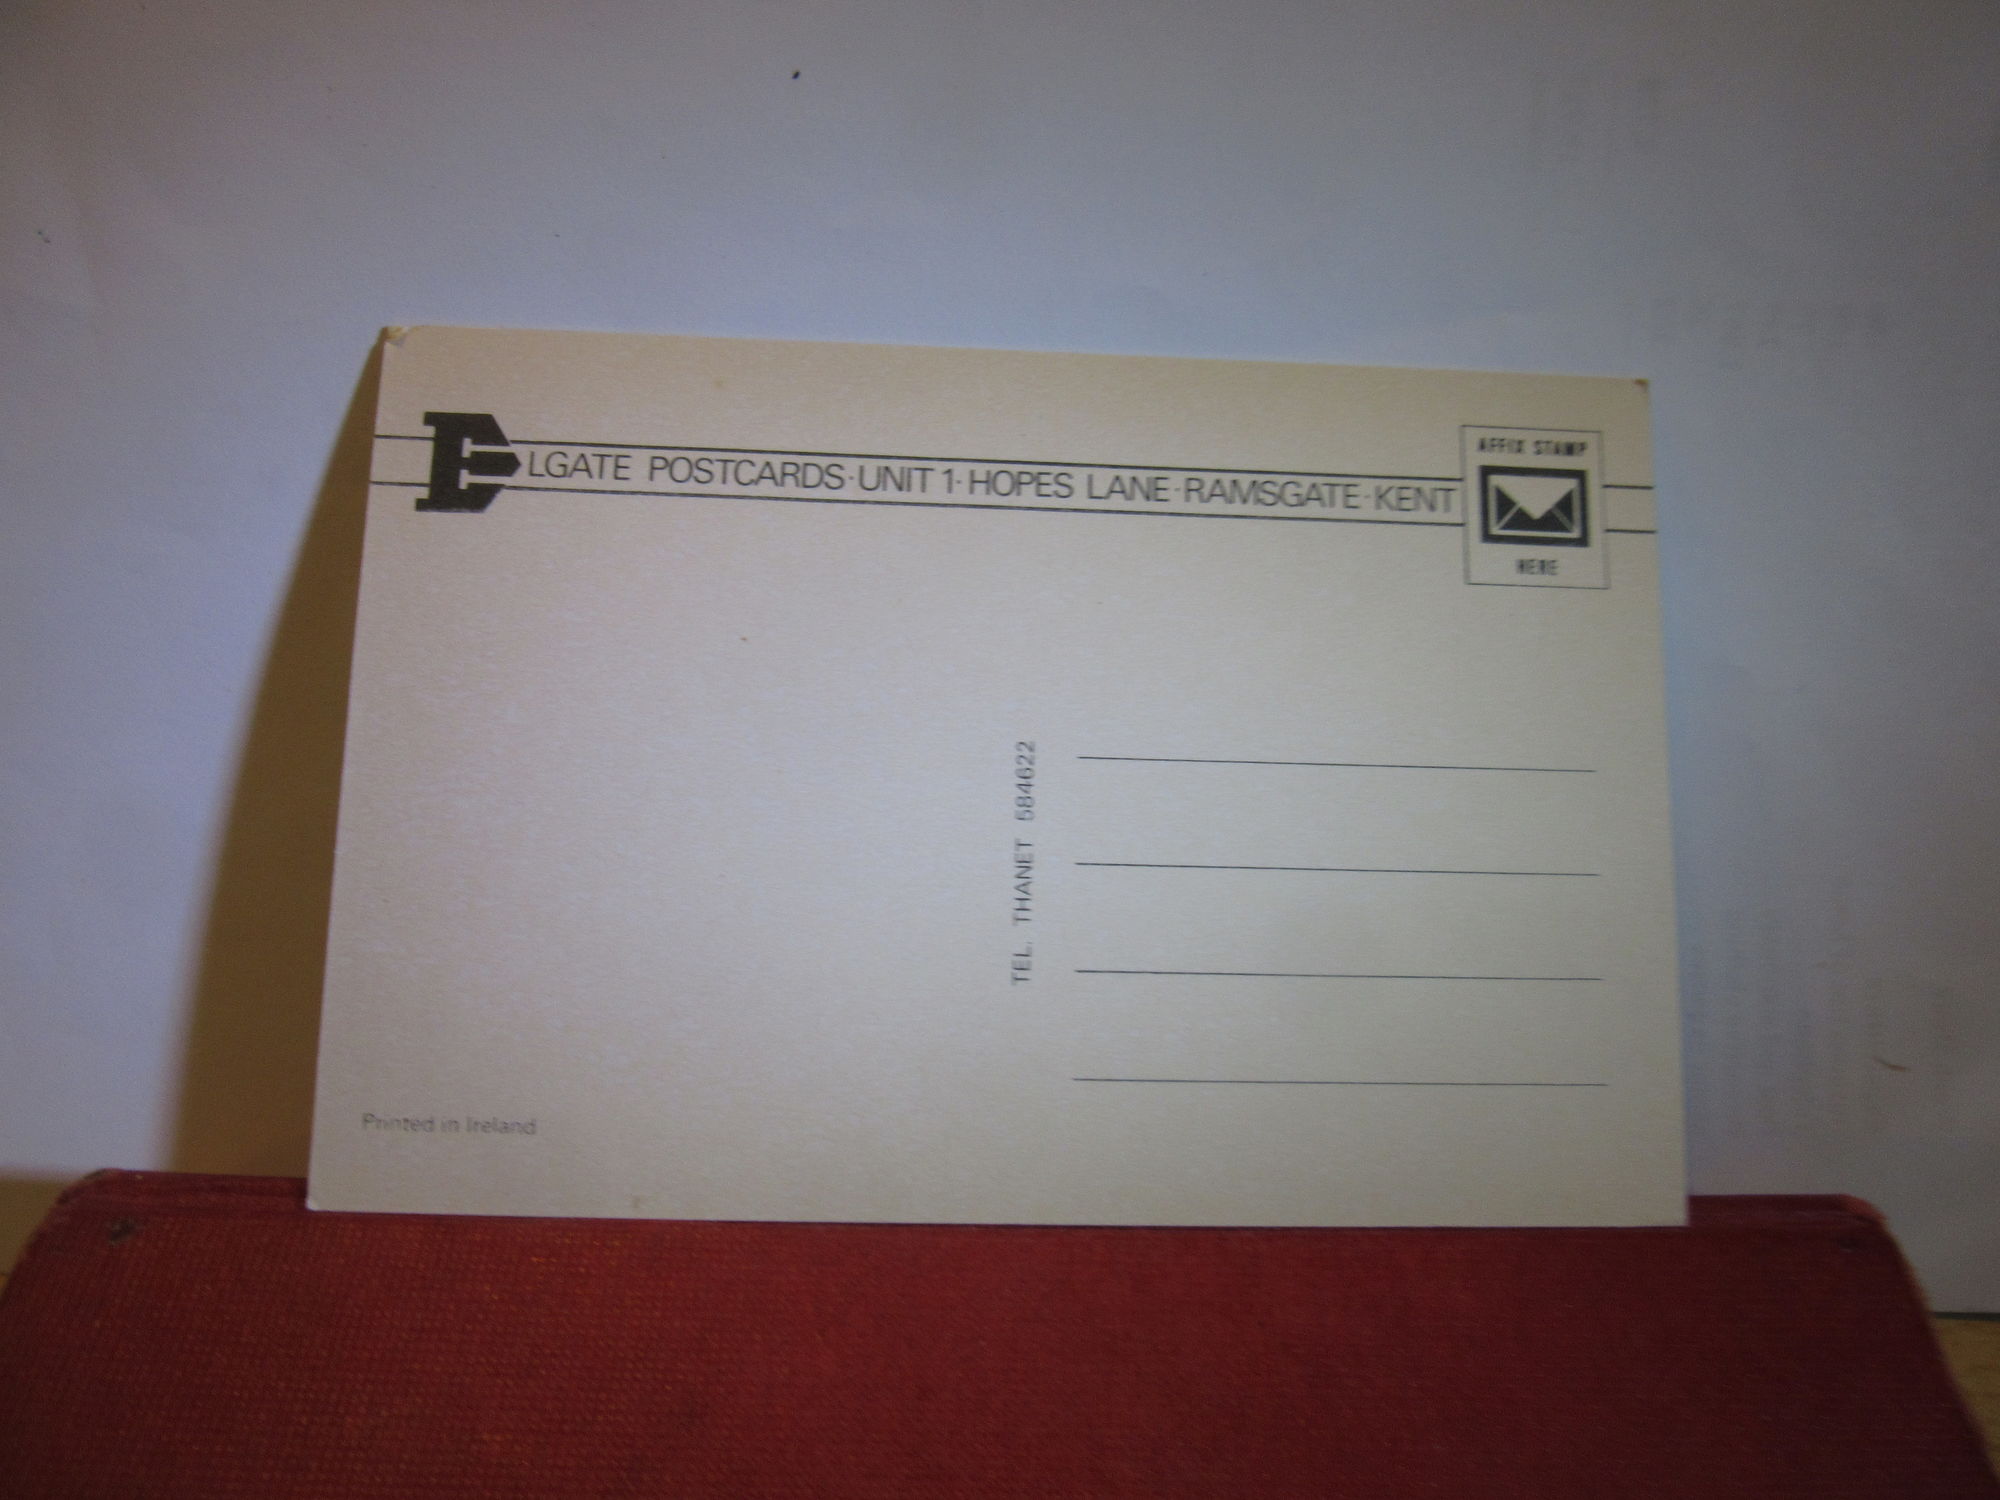 ELGATE POSTCARDS·UNIT 1·HOPES LANE·RAMSGATE·KENT
AFFIX STAMP
HERE
TEL. THANET 584622
Printed in Ireland